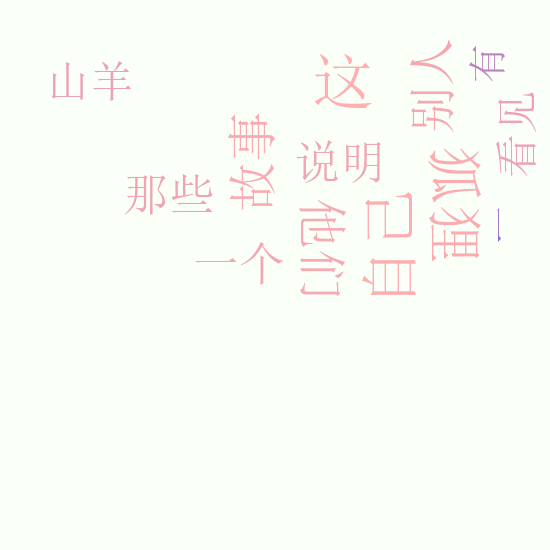 山羊
这
别人
有
看见
故事
说明
狐狸
那些
他们
自己
一
一个